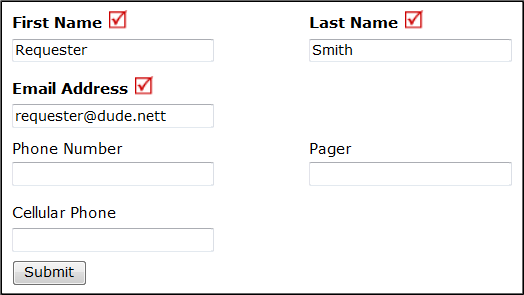 First Name Last Name
Requester Smith
Email Address
requester@dude.nett
Phone Number Pager
Cellular Phone
Submit